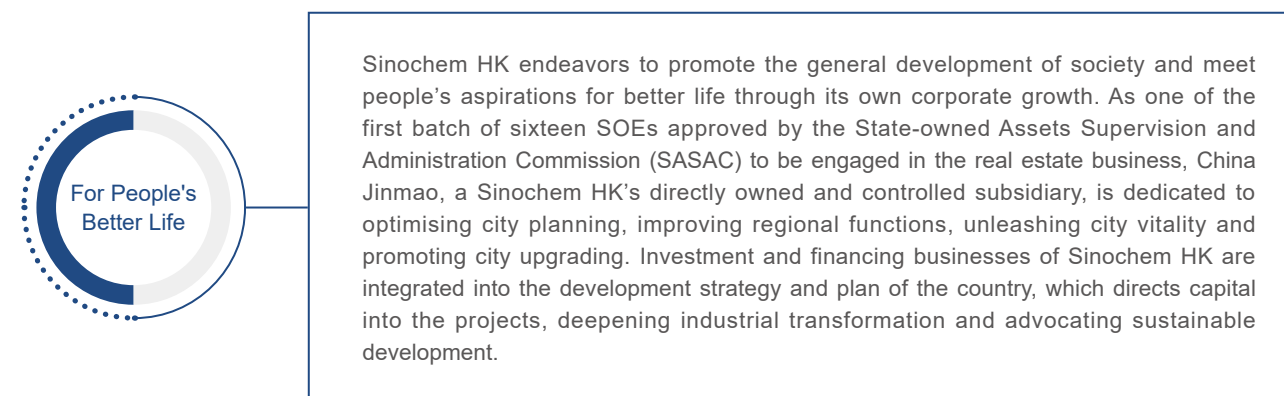 For People's
Better Life
Sinochem HK endeavors to promote the general development of society and meet
people's aspirations for better life through its own corporate growth. As one of the
first batch of sixteen SOEs approved by the State-owned Assets Supervision and
Administration Commission (SASAC) to be engaged in the real estate business, China
Jinmao, a Sinochem HK's directly owned and controlled subsidiary, is dedicated to
optimising city planning, improving regional functions, unleashing city vitality and
promoting city upgrading. Investment and financing businesses of Sinochem HK are
integrated into the development strategy and plan of the country, which directs capital
into the projects, deepening industrial transformation and advocating sustainable
development.